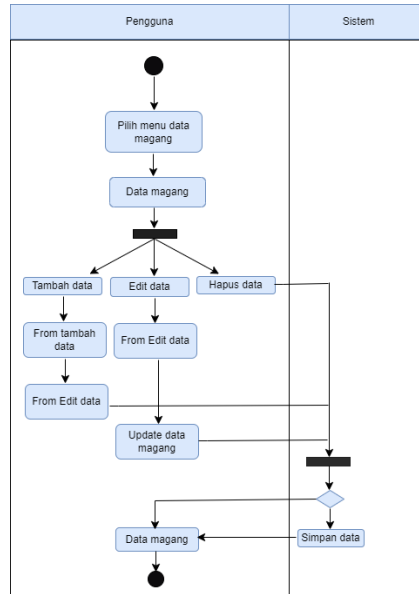 Pengguna
Sistem
Pilih menu data
magang
Data magang
Tambah data
Edit data
Hapus data
From tambah
data
From Edit data
From Edit data
Update data
magang
Data magang
Simpan data